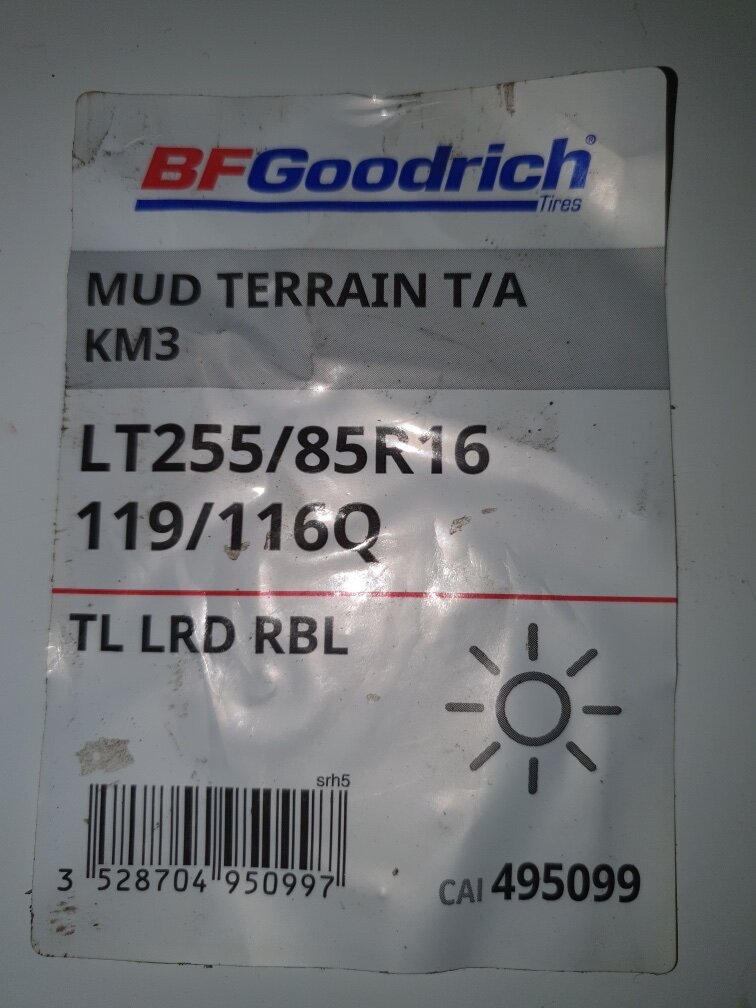 BFGoodrich®
Tires
MUD TERRAIN T/A
KM3
LT255/85R16
119/116Q
TL LRD RBL
srh5
3 528704 950997
CAI 495099